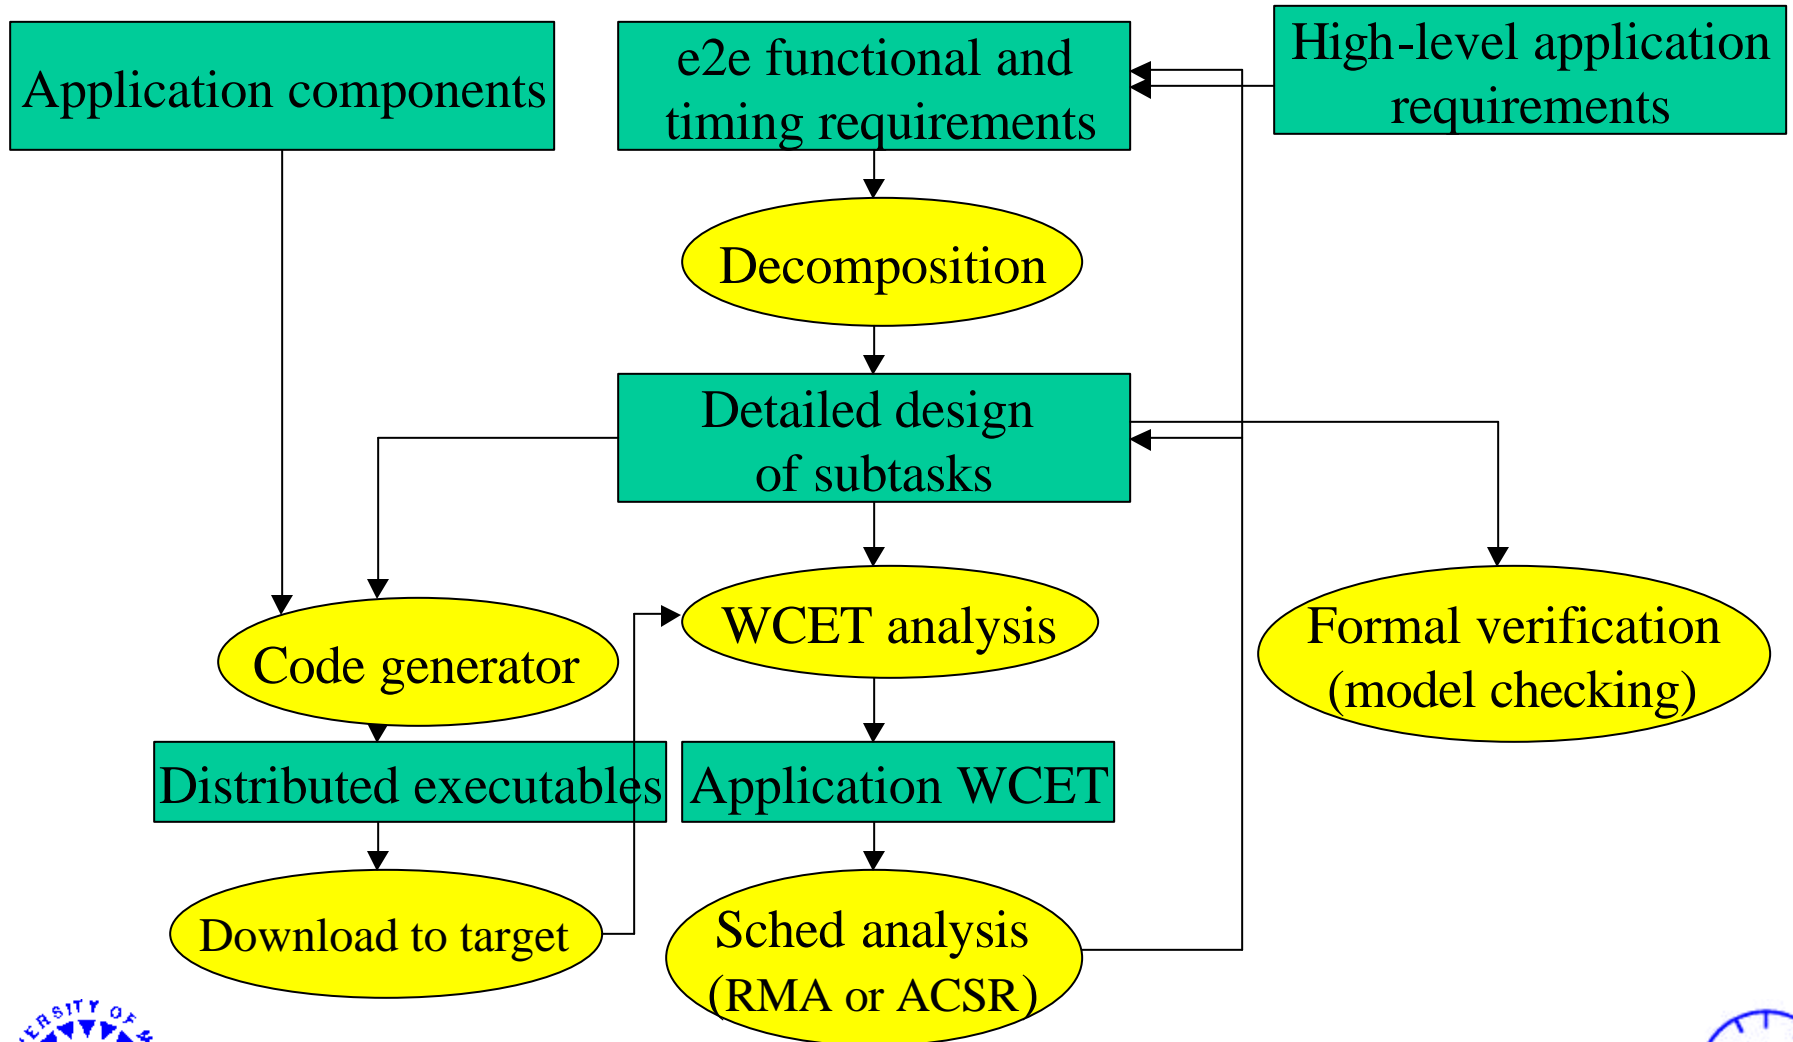 Application components
e2e functional and
timing requirements
High-level application
requirements
Decomposition
Detailed design
of subtasks
Code generator
WCET analysis
Formal verification
(model checking)
Distributed executables
Application WCET
Download to target
Sched analysis
(RMA or ACSR)
OF